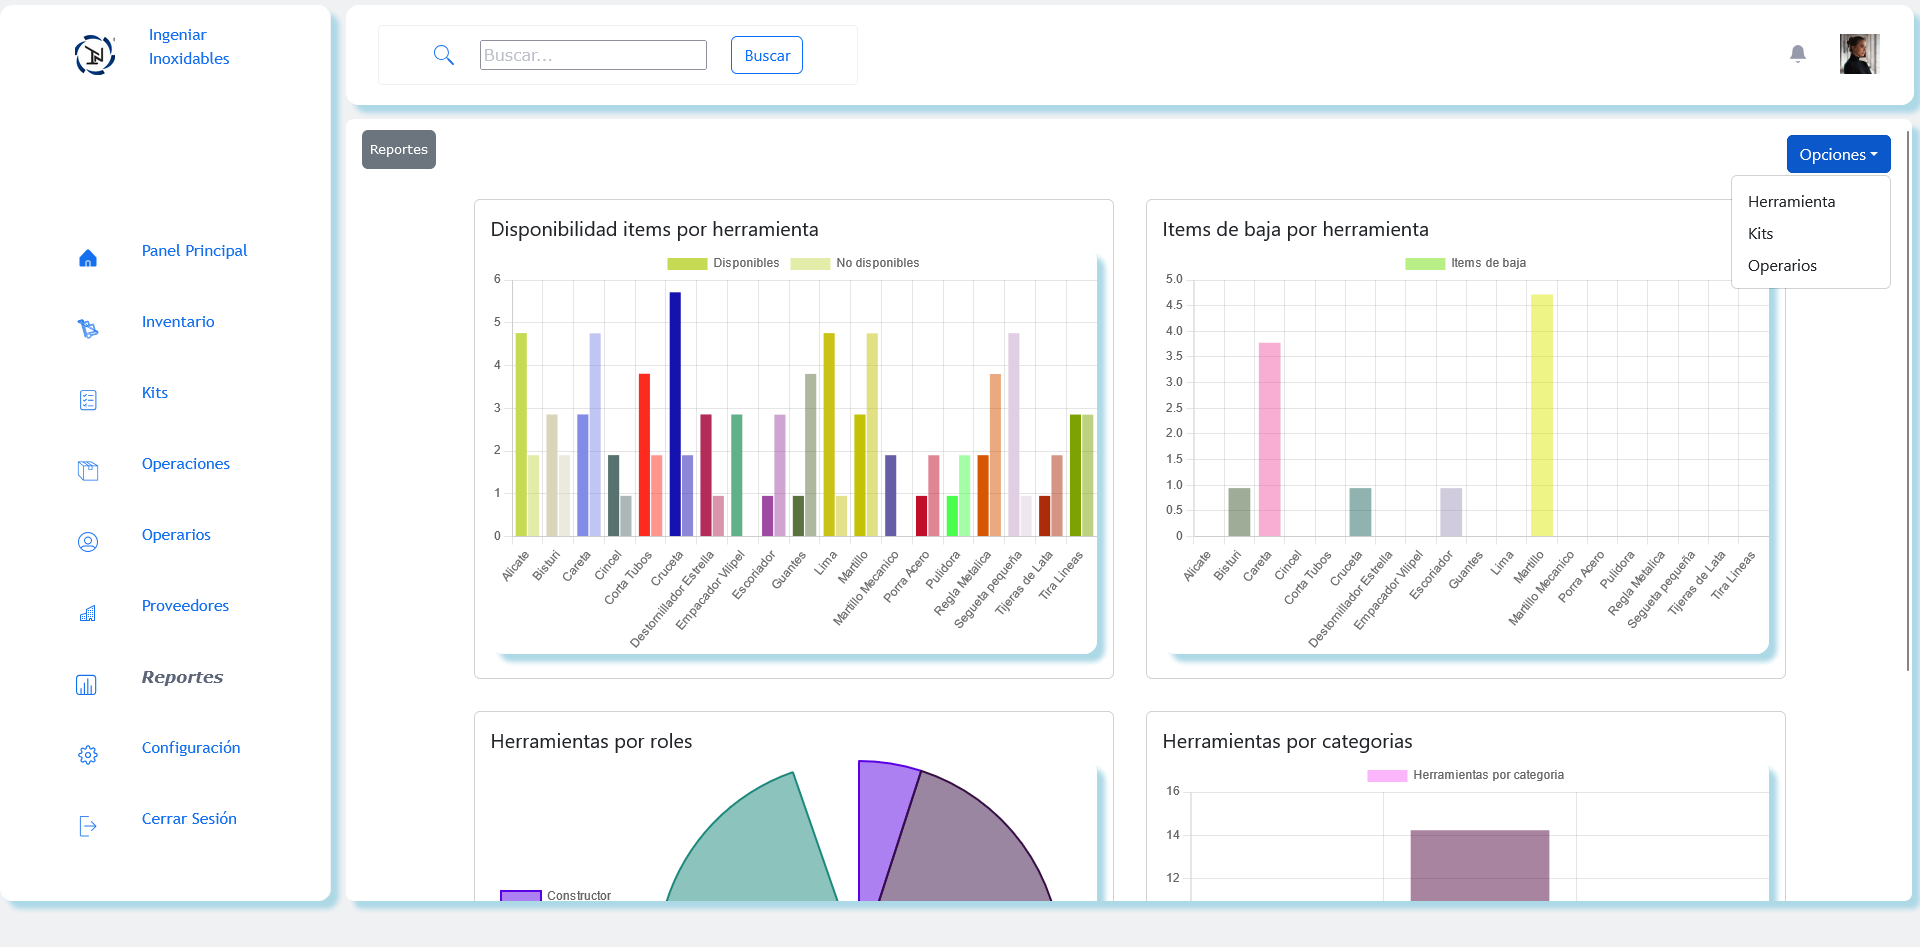 Ingeniar
Inoxidables
Buscar...
Buscar
Panel Principal
Inventario
Kits
Operaciones
Operarios
Proveedores
Reportes
Configuración
Cerrar Sesión
Reportes
Opciones
Herramienta
Kits
Operarios
Disponibilidad items por herramienta
Disponibles No disponibles
6
5
4
3
2
1
0
Alicate
Bisturi
Careta
Cincel
Corta Tubos
Cruceta
Destornillador Estrella
Empacador Vilipel
Escoriador
Guantes
Lima
Martillo
Martillo Mecanico
Porra Acero
Pulidora
Regla Metalica
Segueta pequeña
Tijeras de Lata
Tira Lineas
Items de baja por herramienta
Items de baja
5.0
4.5
4.0
3.5
3.0
2.5
2.0
1.5
1.0
0.5
0
Alicate
Bisturi
Careta
Cincel
Corta Tubos
Cruceta
Destornillador Estrella
Empacador Vilipel
Escoriador
Guantes
Lima
Martillo
Martillo Mecanico
Porra Acero
Pulidora
Regla Metalica
Segueta pequeña
Tijeras de Lata
Tira Lineas
Herramientas por roles
Constructor
Herramientas por categorias
Herramientas por categoria
16
14
12